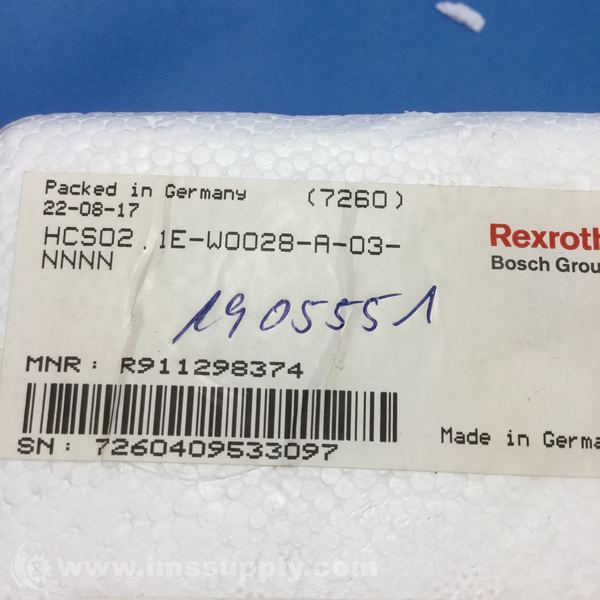 Packed in Germany (7260)
22-08-17
HCS02.1E-W0028-A-03-
NNNN
Rexroth
Bosch Grou
1905551
MNR: R911298374
SN: 7260409533097
Made in Germa
www.imssupply.com